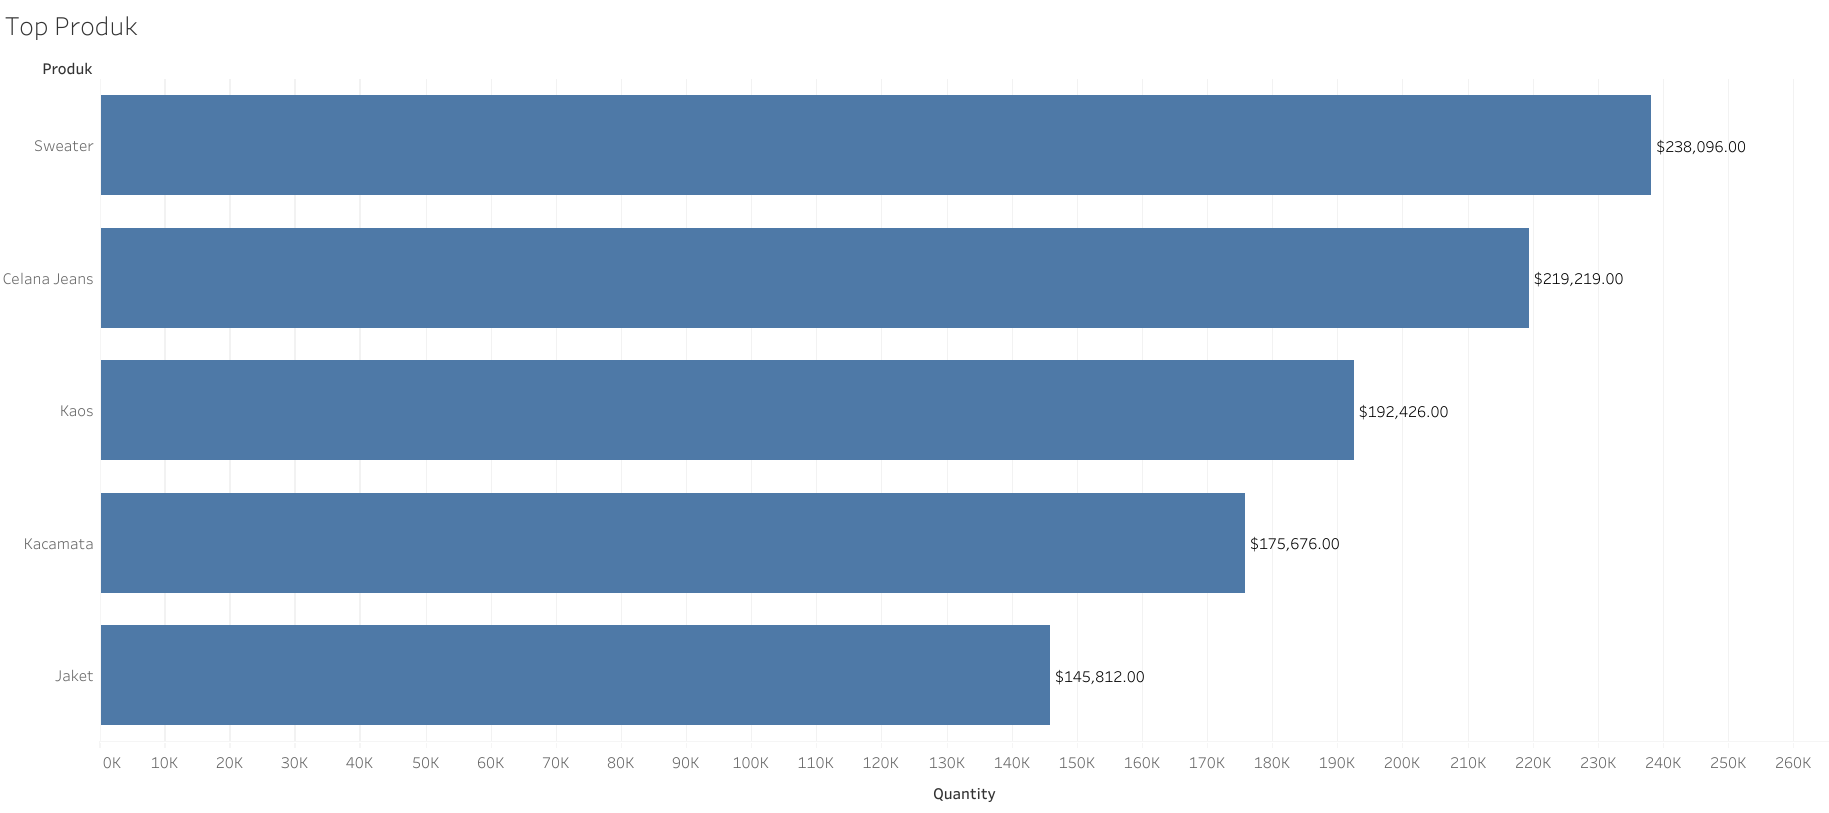 Top Produk
Produk
Sweater $238,096.00
Celana Jeans $219,219.00
Kaos $192,426.00
Kacamata $175,676.00
Jaket $145,812.00
0K 10K 20K 30K 40K 50K 60K 70K 80K 90K 100K 110K 120K 130K 140K 150K 160K 170K 180K 190K 200K 210K 220K 230K 240K 250K 260K
Quantity